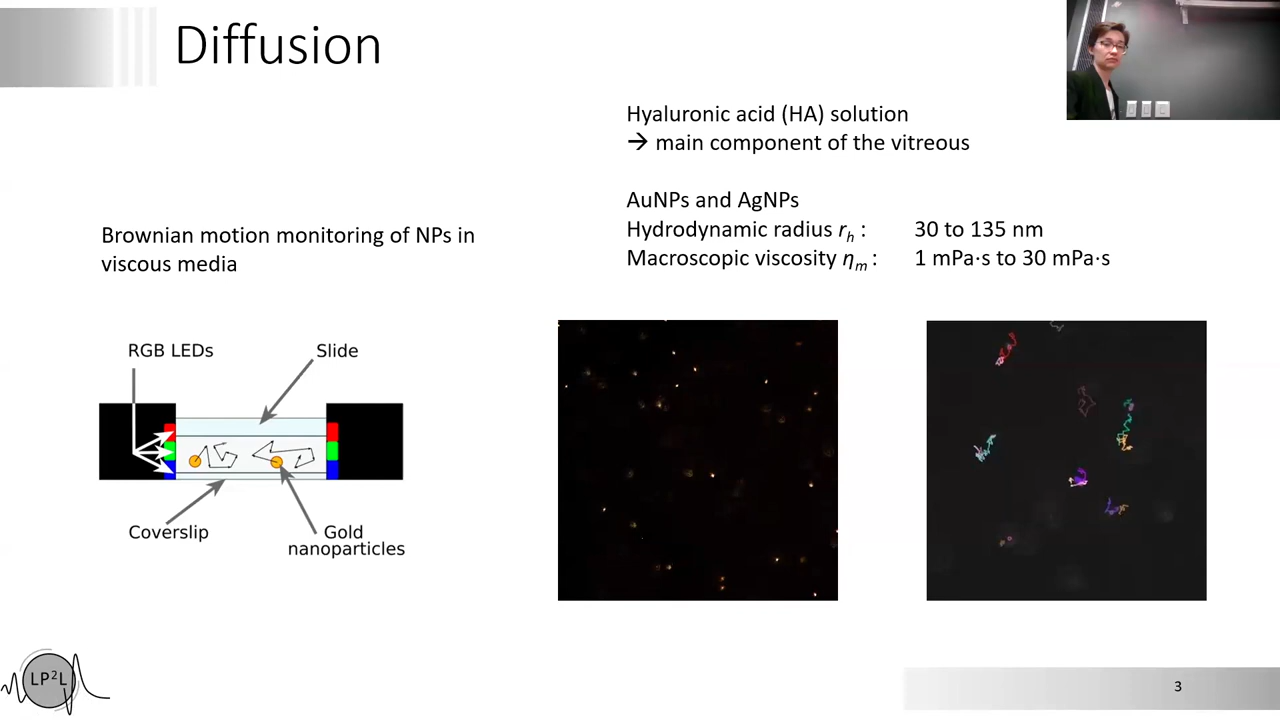 Diffusion
Hyaluronic acid (HA) solution
→ main component of the vitreous
AuNPs and AgNPs
Hydrodynamic radius rₕ : 30 to 135 nm
Macroscopic viscosity ηₘ : 1 mPa·s to 30 mPa·s
Brownian motion monitoring of NPs in
viscous media
RGB LEDs
Slide
Coverslip
Gold
nanoparticles
LP²L
3